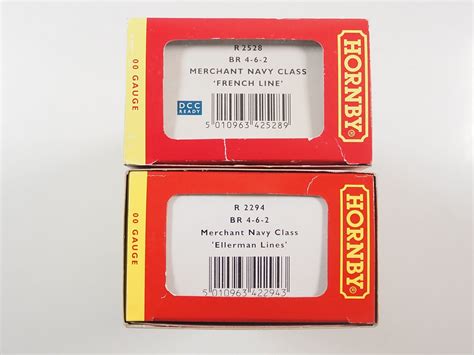 00 GAUGE
R 2528
BR 4-6-2
MERCHANT NAVY CLASS
'FRENCH LINE'
DCC
READY
5 010963 425289
HORNBY®
00 GAUGE
R 2294
BR 4-6-2
Merchant Navy Class
'Ellerman Lines'
5 010963 422943
HORNBY®